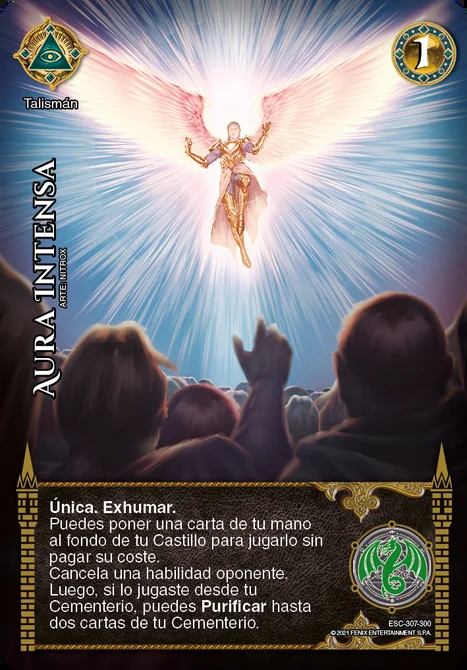 1
Talismán
AURA INTENSA
ARTE: NITROX
Única. Exhumar.
Puedes poner una carta de tu mano
al fondo de tu Castillo para jugarlo sin
pagar su coste.
Cancela una habilidad oponente.
Luego, si lo jugaste desde tu
Cementerio, puedes Purificar hasta
dos cartas de tu Cementerio.
ESC-307-300
©2021 FENIX ENTERTAINMENT S.P.A.